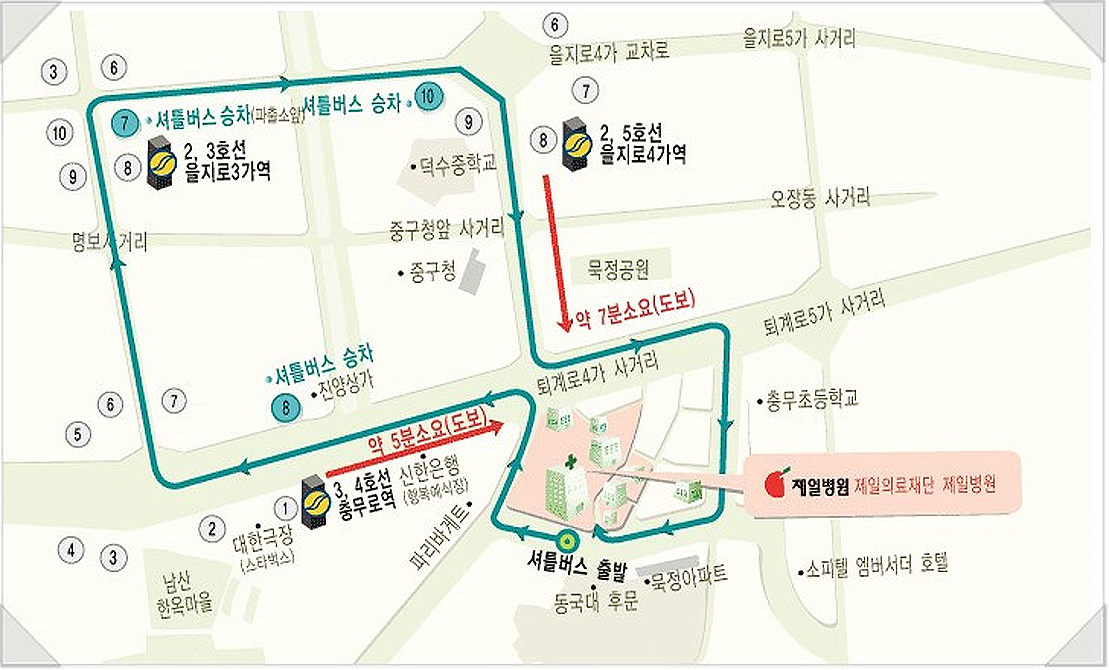 6
을지로4가 교차로
을지로5가 사거리
3
6
7
셔틀버스 승차(파출소앞)
셔틀버스 승차
10
7
10
9
8
2, 3호선
을지로3가역
8
2, 5호선
을지로4가역
9
덕수중학교
오장동 사거리
명보사거리
중구청앞 사거리
중구청
묵정공원
약 7분소요(도보)
퇴계로5가 사거리
셔틀버스 승차
진양상가
8
퇴계로4가 사거리
6
7
5
충무초등학교
약 5분소요(도보)
3, 4호선
충무로역
신한은행
(행복예식장)
제일병원 제일의료재단 제일병원
1
2
대한극장
(스타벅스)
파리바게트
4
3
셔틀버스 출발
남산
한옥마을
동국대 후문
묵정아파트
소피텔 엠버서더 호텔